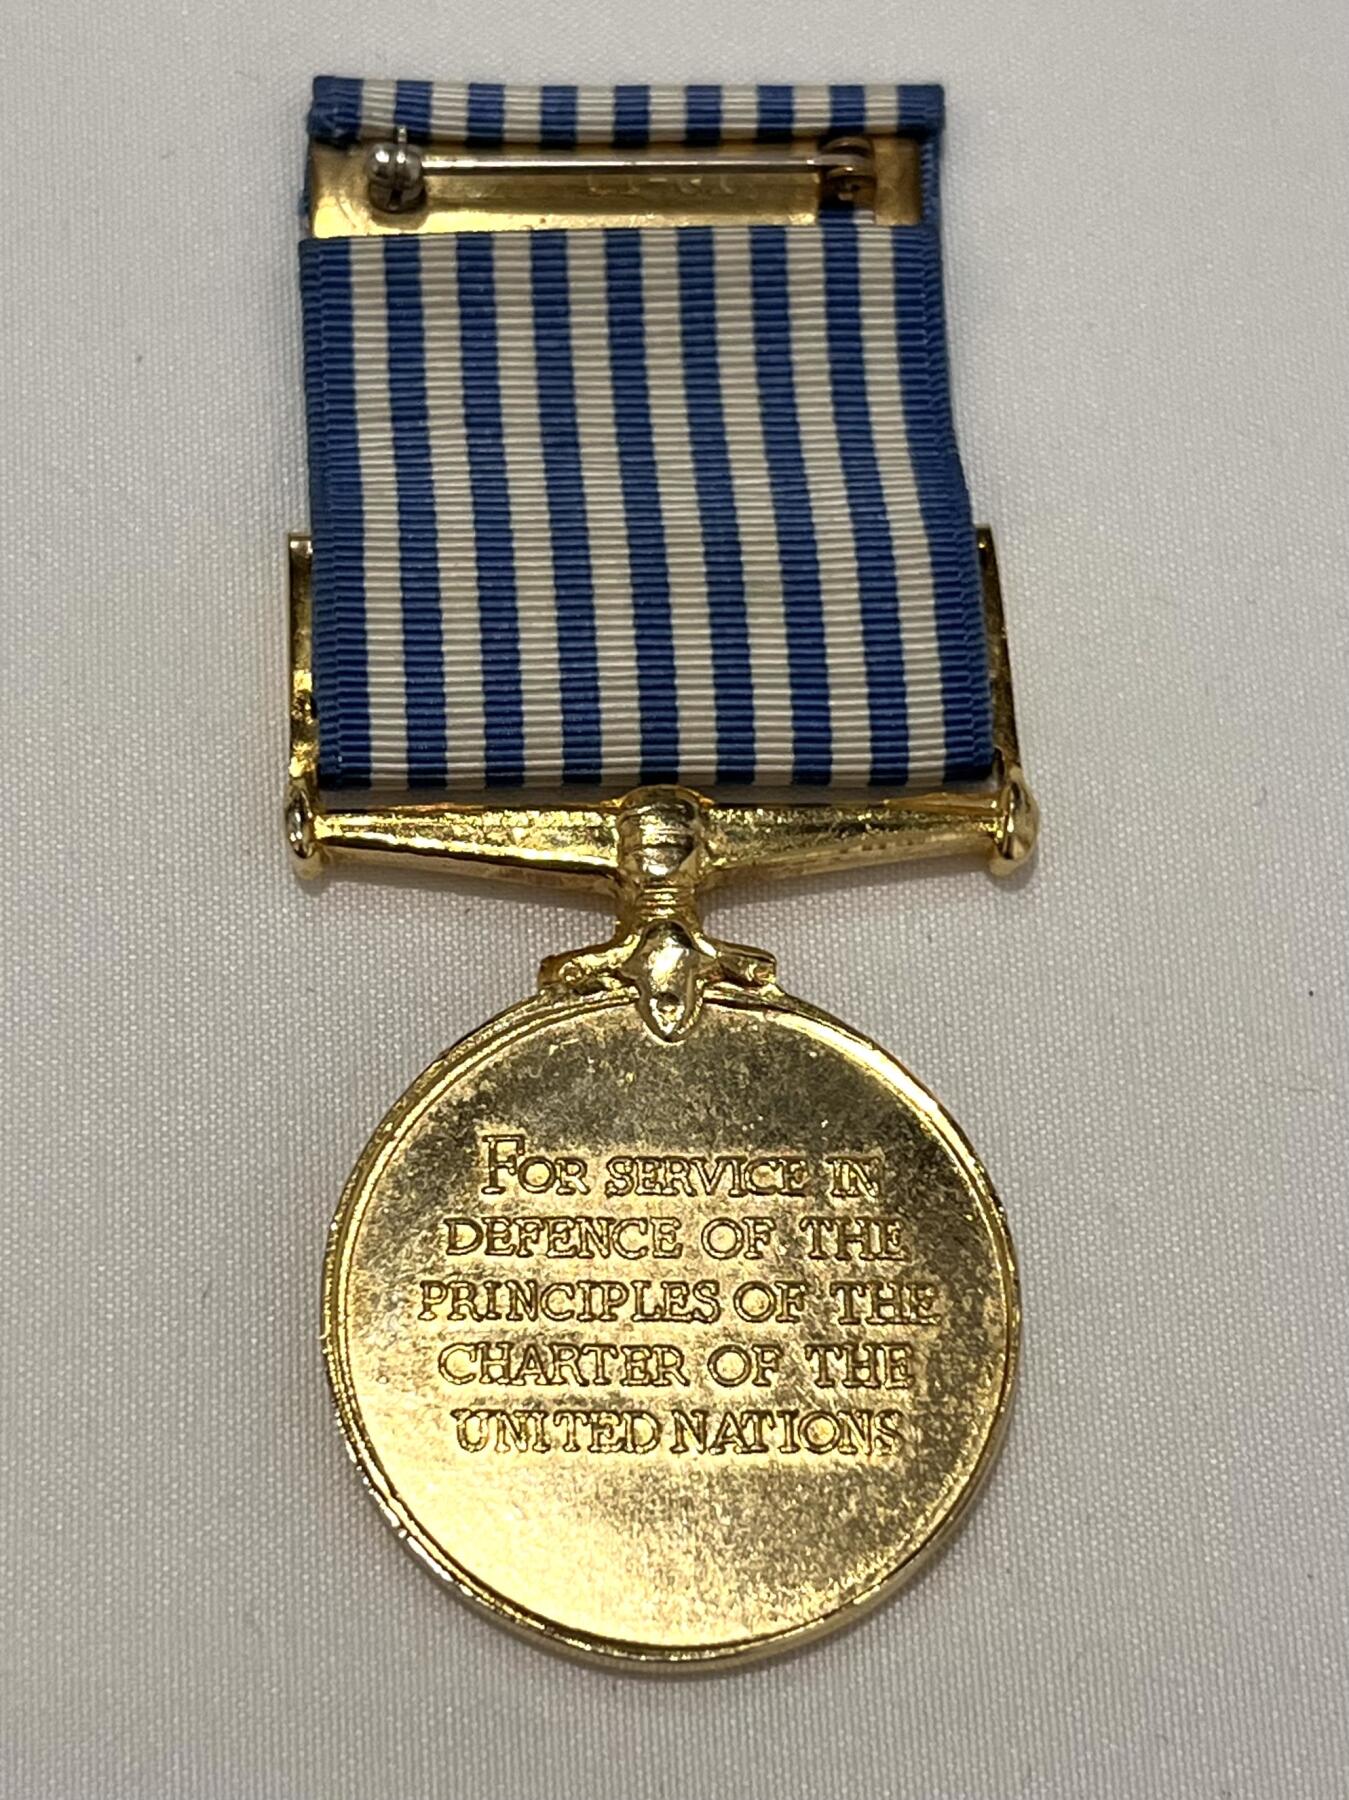 FOR SERVICE IN
DEFENCE OF THE
PRINCIPLES OF THE
CHARTER OF THE
UNITED NATIONS